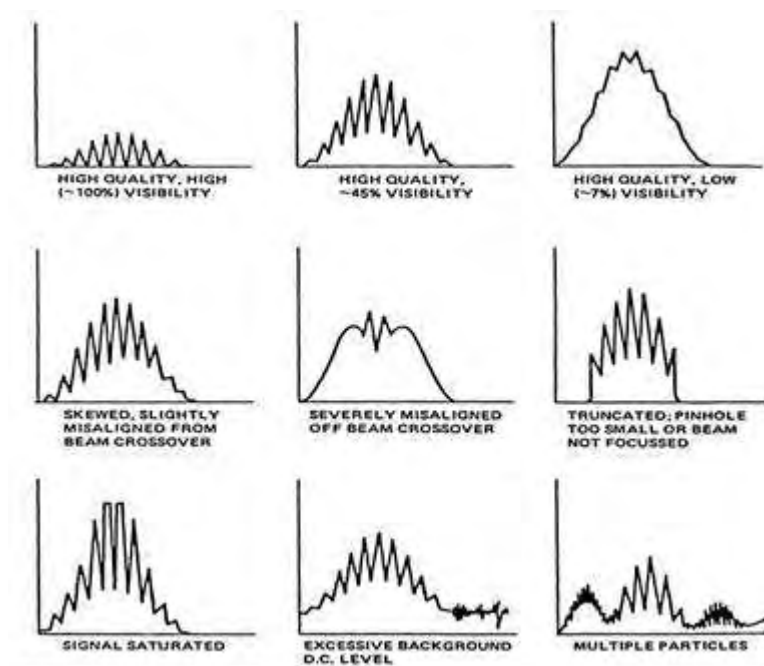 HIGH QUALITY, HIGH
(~100%) VISIBILITY
HIGH QUALITY,
~45% VISIBILITY
HIGH QUALITY, LOW
(~7%) VISIBILITY
SKEWED, SLIGHTLY
MISALIGNED FROM
BEAM CROSSOVER
SEVERELY MISALIGNED
OFF BEAM CROSSOVER
TRUNCATED; PINHOLE
TOO SMALL OR BEAM
NOT FOCUSSED
SIGNAL SATURATED
EXCESSIVE BACKGROUND
D.C. LEVEL
MULTIPLE PARTICLES